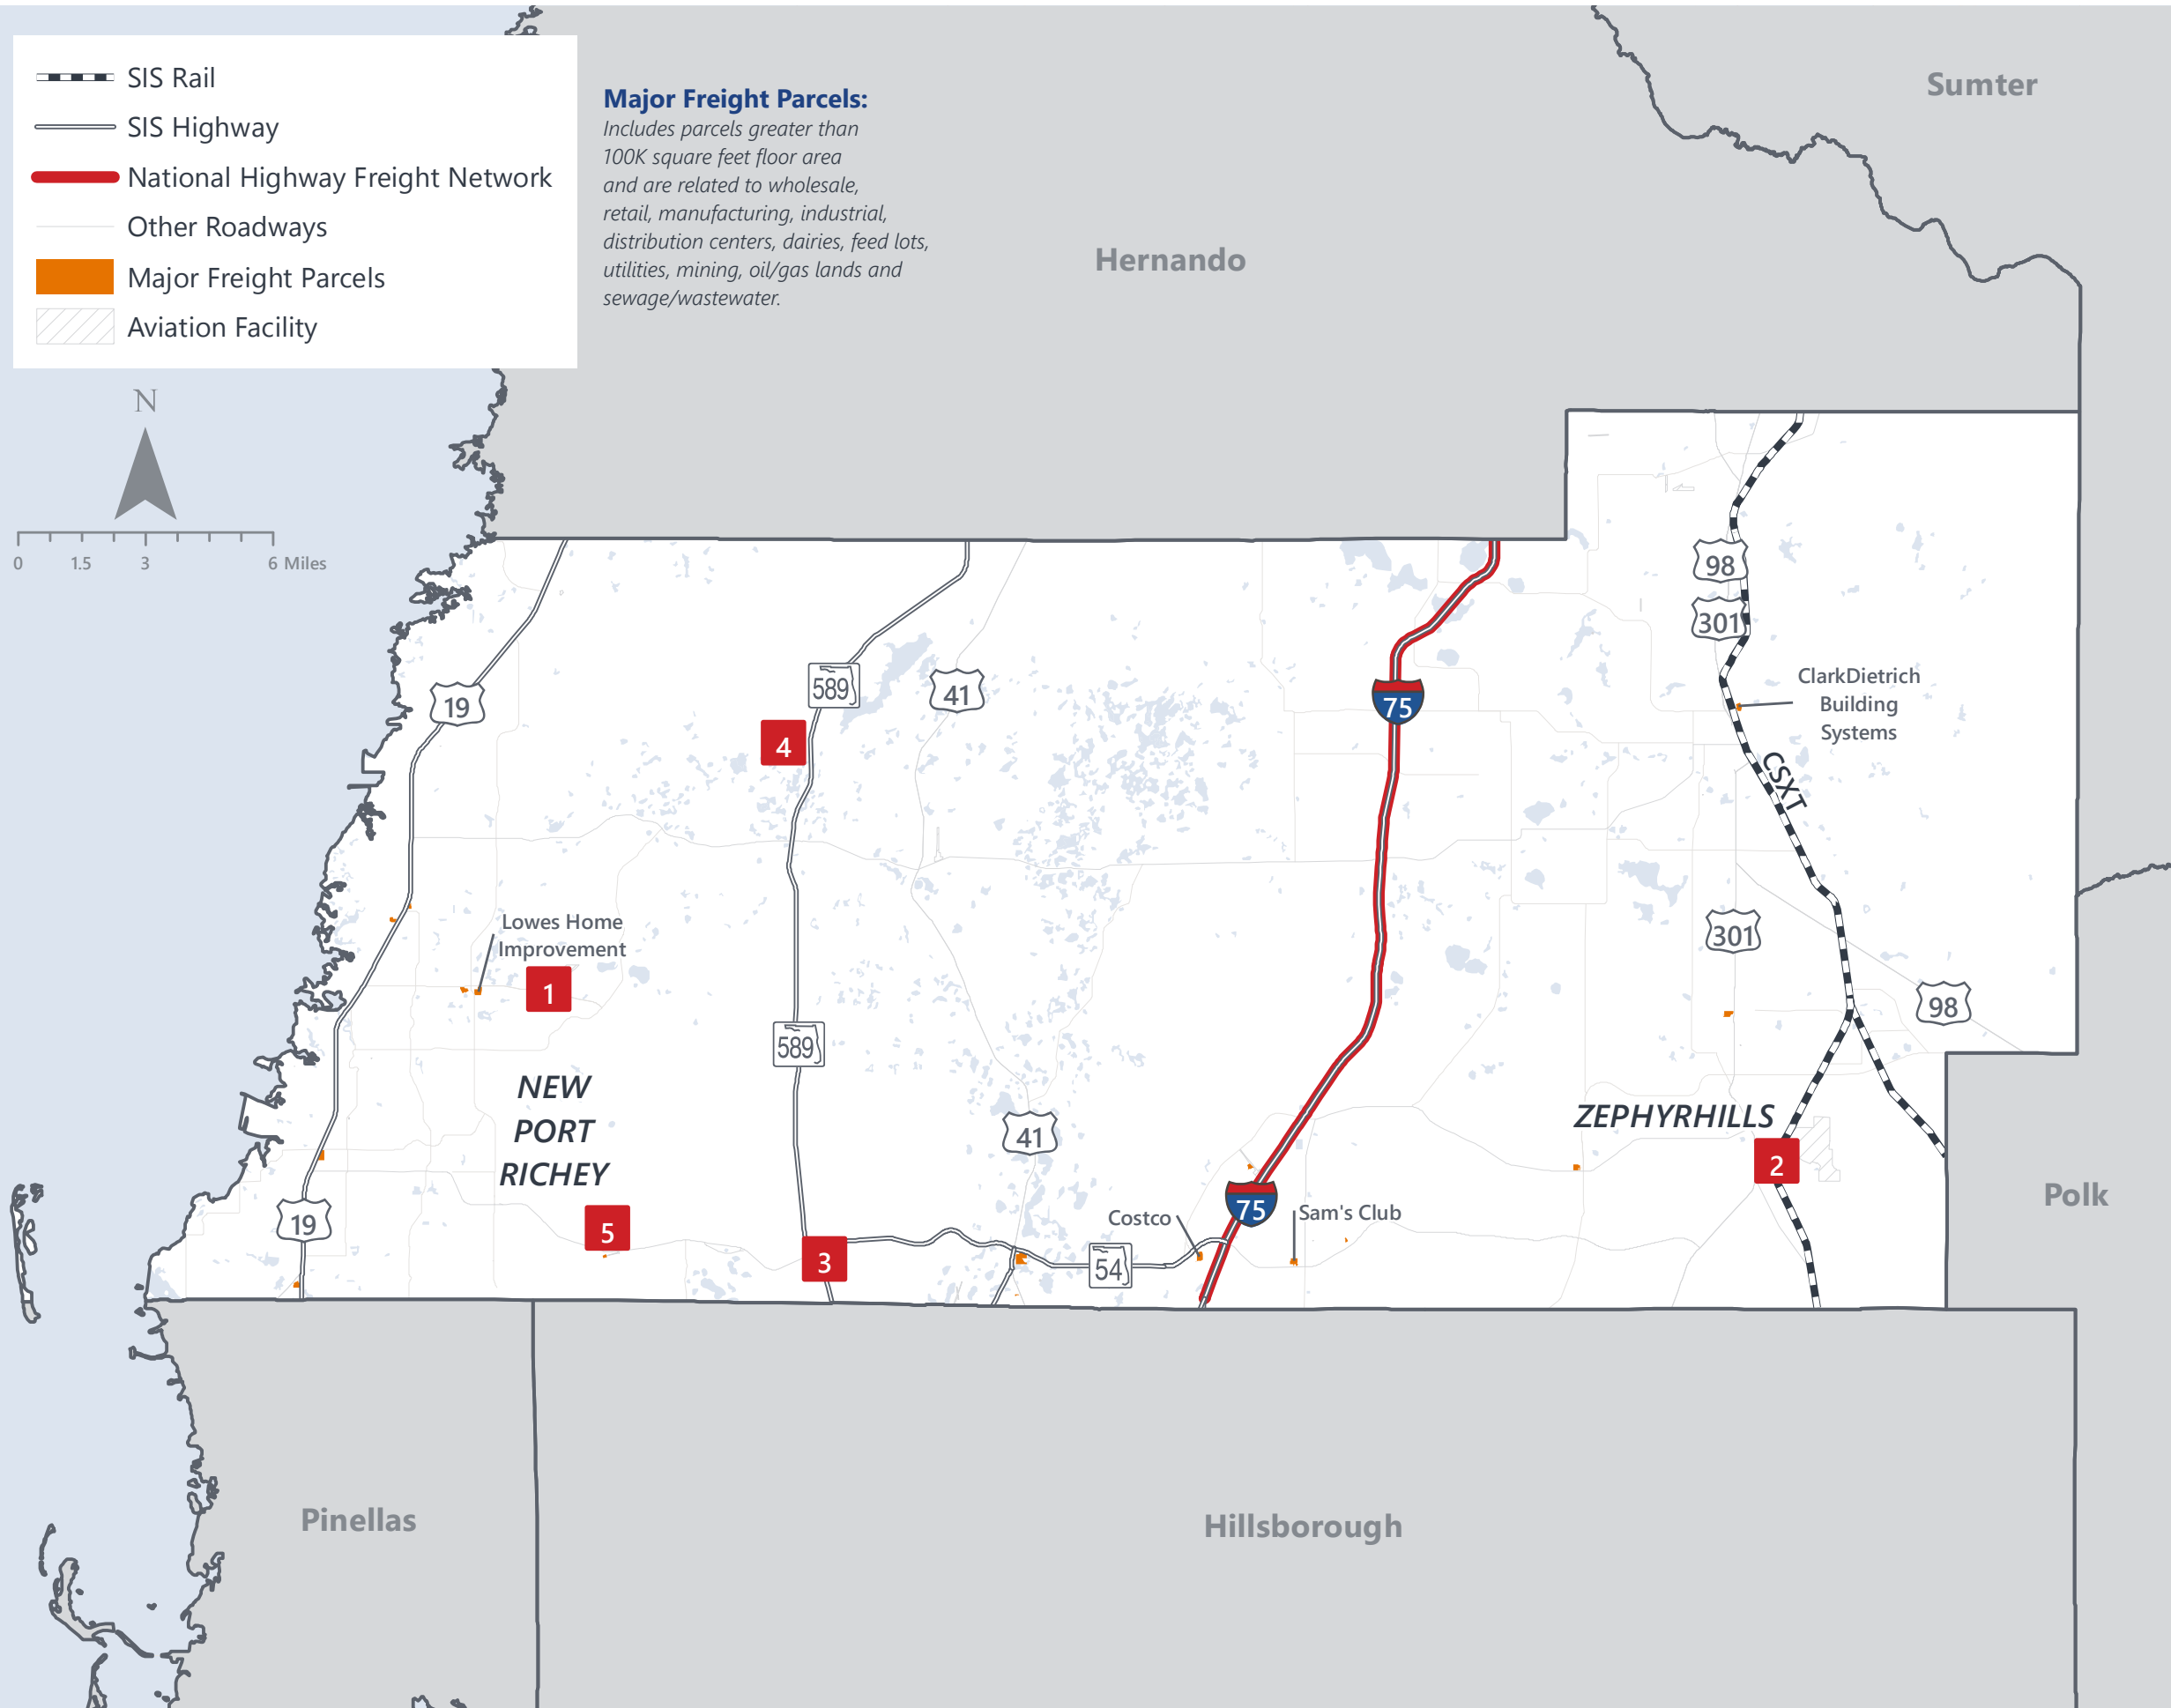 SIS Rail
SIS Highway
National Highway Freight Network
Other Roadways
Major Freight Parcels
Aviation Facility
Major Freight Parcels:
Includes parcels greater than
100K square feet floor area
and are related to wholesale,
retail, manufacturing, industrial,
distribution centers, dairies, feed lots,
utilities, mining, oil/gas lands and
sewage/wastewater.
Sumter
Hernando
N
0 1.5 3 6 Miles
98
301
19
589
41
75
4
ClarkDietrich
Building
Systems
CSXT
Lowes Home
Improvement
1
301
98
589
NEW
PORT
RICHEY
41
ZEPHYRHILLS
2
Polk
19
5
3
54
Costco
75
Sam's Club
Pinellas
Hillsborough